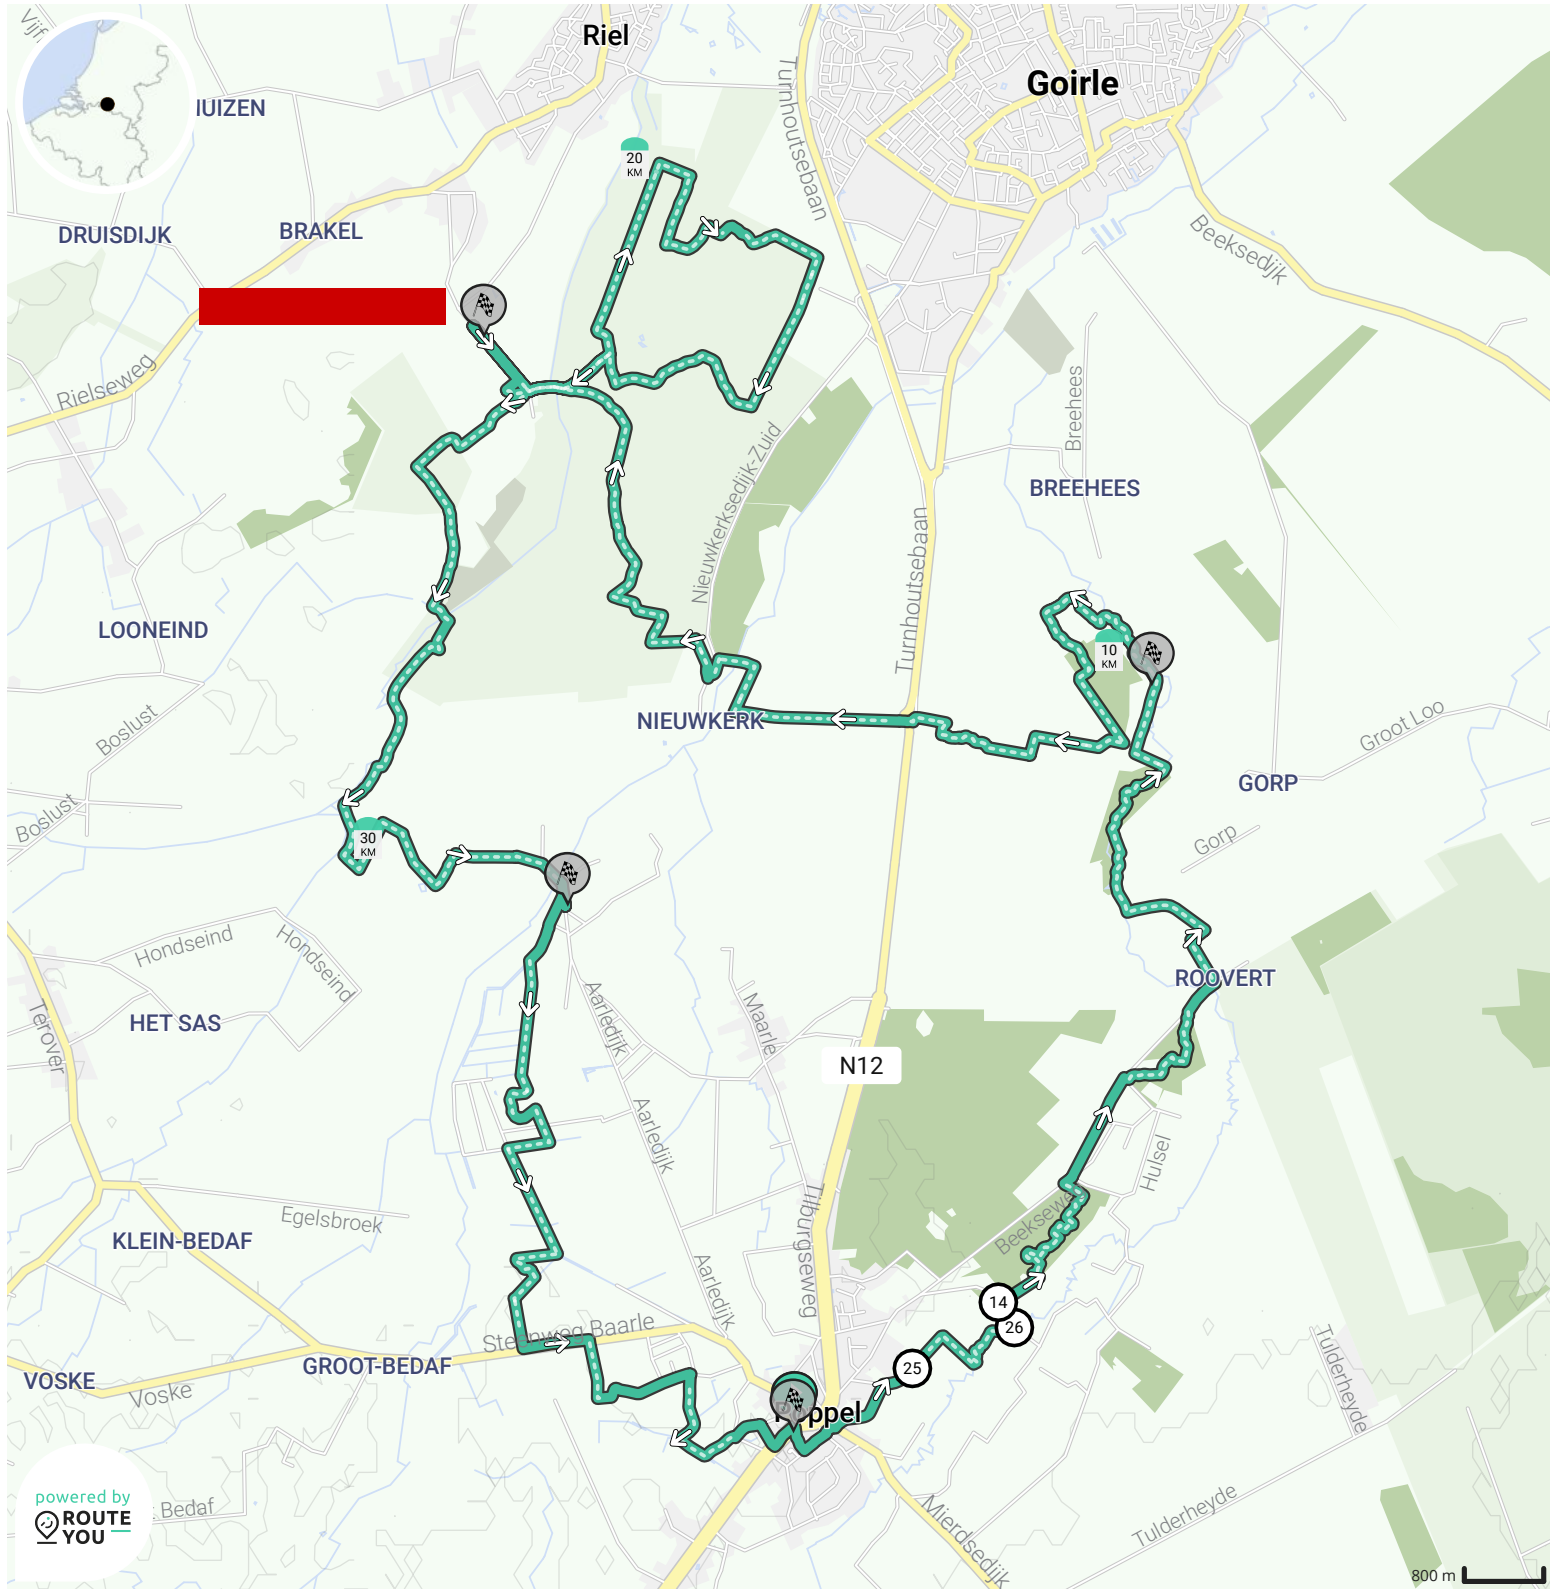 Riel
Goirle
Vijf
HUIZEN
Turnhoutsebaan
20
KM
DRUISDIJK
BRAKEL
Beeksedijk
Rielseweg
Breehees
Nieuwkerksedijk-Zuid
BREEHEES
Turnhoutsebaan
LOONEIND
10
KM
Boslust
NIEUWKERK
Groot Loo
GORP
Boslust
30
KM
Gorp
Hondseind
Hondseind
ROOVERT
Terover
HET SAS
Aarledijk
Maarle
N12
Aarledijk
Hulsel
Tilburgseweg
Egelsbroek
KLEIN-BEDAF
Beekseweg
Aarledijk
14
26
Steenweg Baarle
GROOT-BEDAF
25
VOSKE
Voske
Tulderheyde
Poppel
powered by
ROUTE
YOU
Bedaf
Tulderheyde
Mierdsedijk
800 m